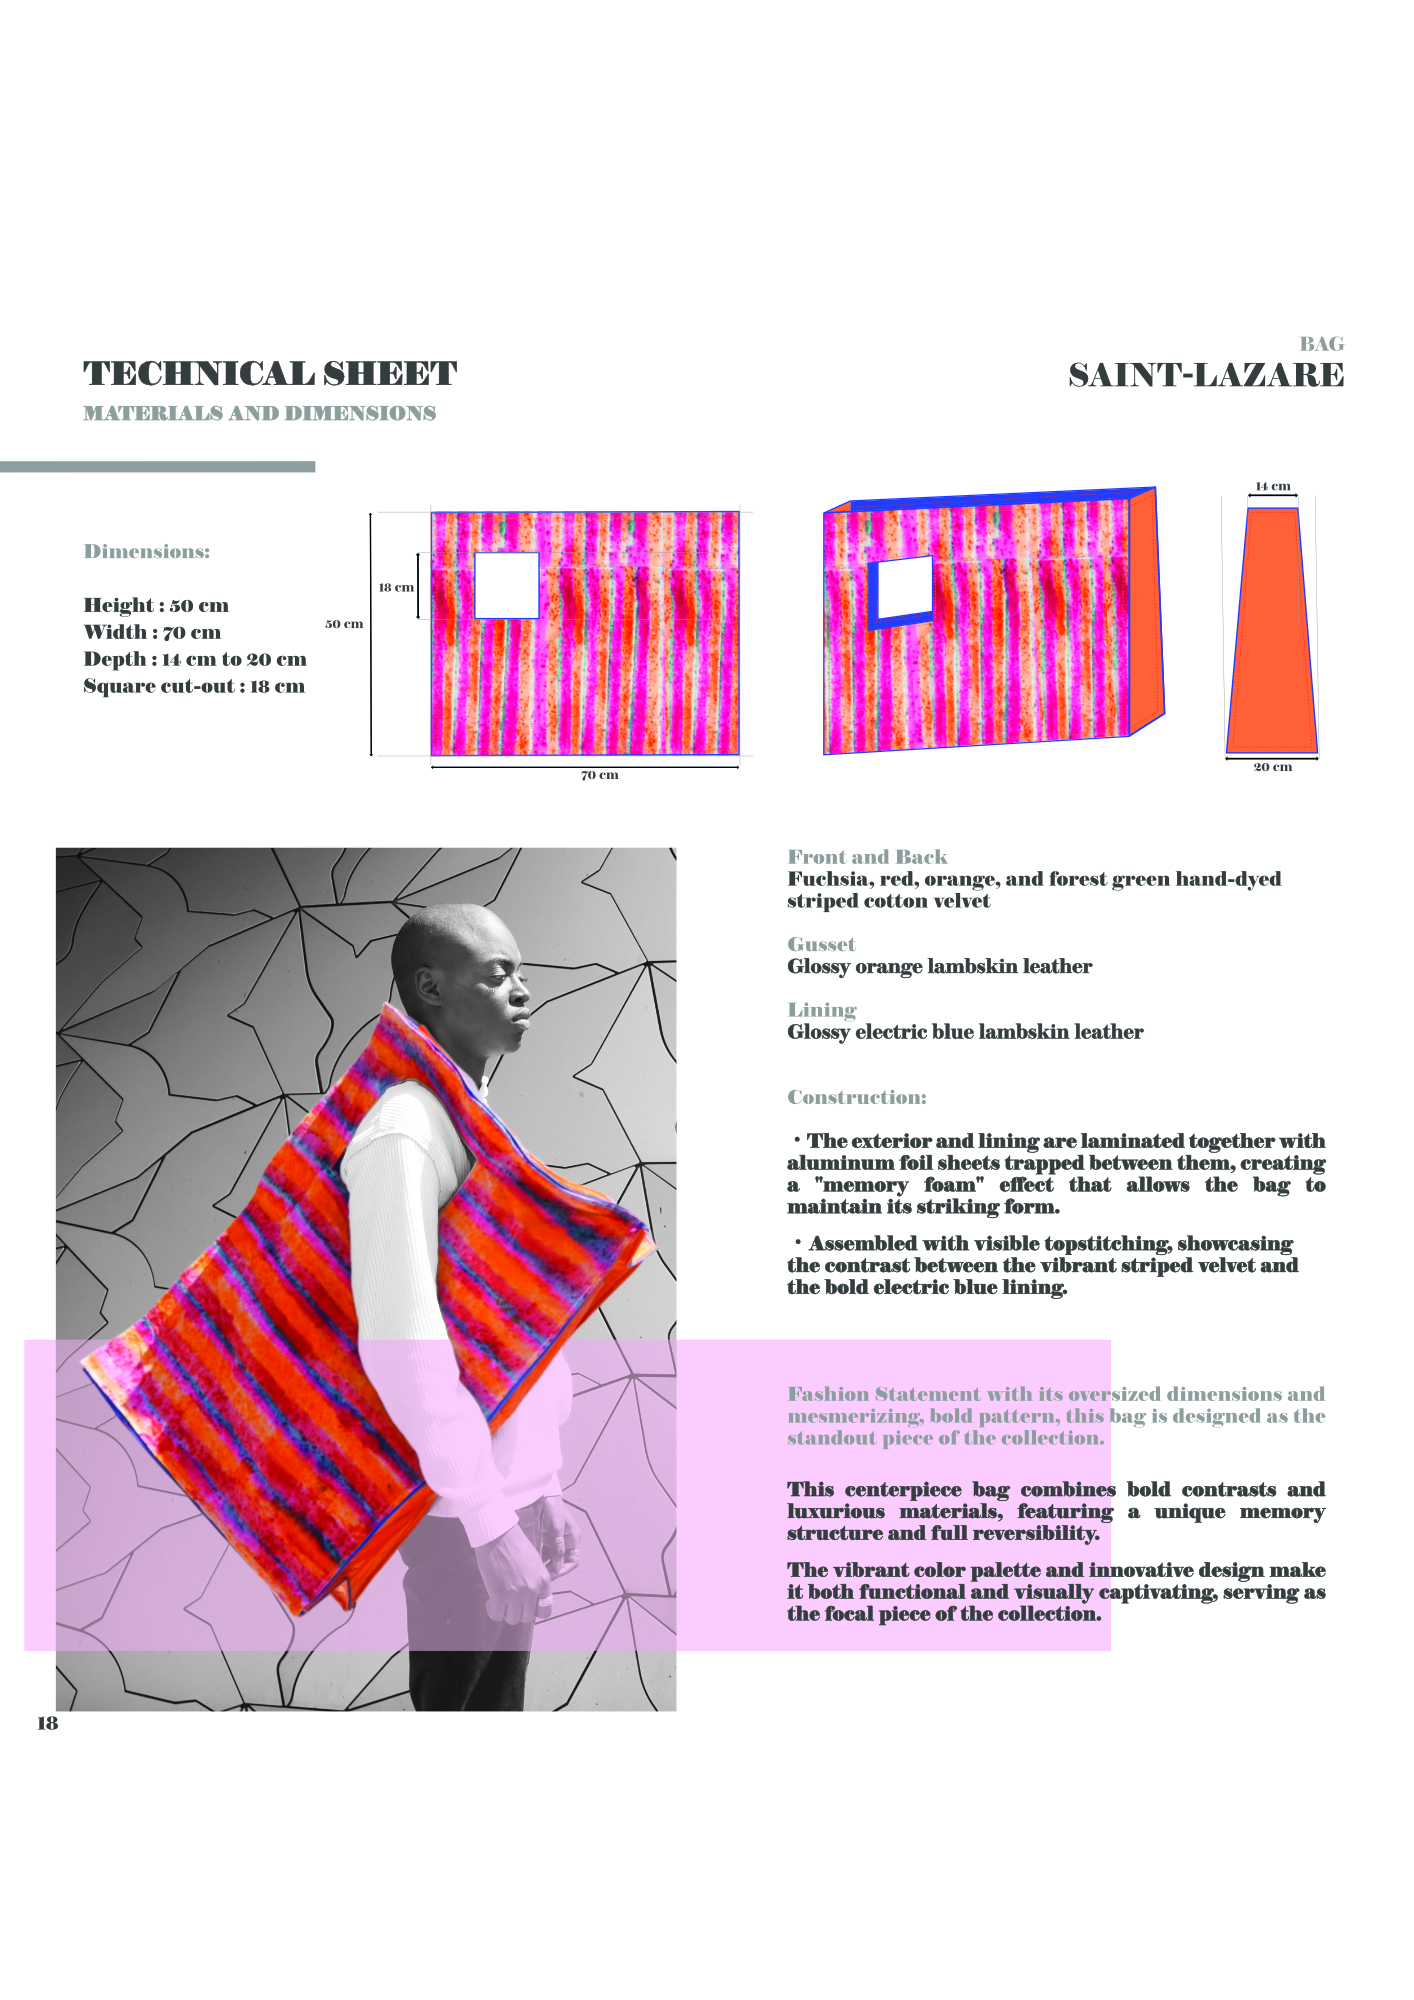 BAG
TECHNICAL SHEET
SAINT-LAZARE
MATERIALS AND DIMENSIONS
Dimensions:
Height : 50 cm
Width : 70 cm
Depth : 14 cm to 20 cm
Square cut-out : 18 cm
50 cm
18 cm
70 cm
14 cm
20 cm
Front and Back
Fuchsia, red, orange, and forest green hand-dyed
striped cotton velvet
Gusset
Glossy orange lambskin leather
Lining
Glossy electric blue lambskin leather
Construction:
• The exterior and lining are laminated together with
aluminum foil sheets trapped between them, creating
a "memory foam" effect that allows the bag to
maintain its striking form.
• Assembled with visible topstitching, showcasing
the contrast between the vibrant striped velvet and
the bold electric blue lining.
Fashion Statement with its oversized dimensions and
mesmerizing, bold pattern, this bag is designed as the
standout piece of the collection.
This centerpiece bag combines bold contrasts and
luxurious materials, featuring a unique memory
structure and full reversibility.
The vibrant color palette and innovative design make
it both functional and visually captivating, serving as
the focal piece of the collection.
18